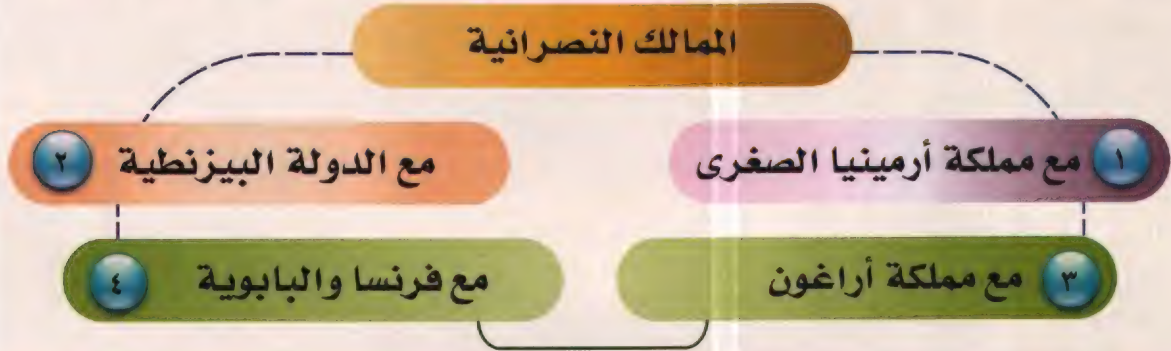 الممالك النصرانية
١ مع مملكة أرمينيا الصغرى
مع الدولة البيزنطية ٢
٣ مع مملكة أراغون
مع فرنسا والبابوية ٤